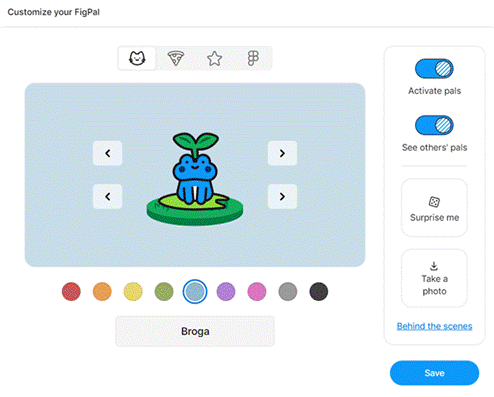 Customize your FigPal
Activate pals
See others' pals
Surprise me
Take a
photo
Behind the scenes
Broga
Save